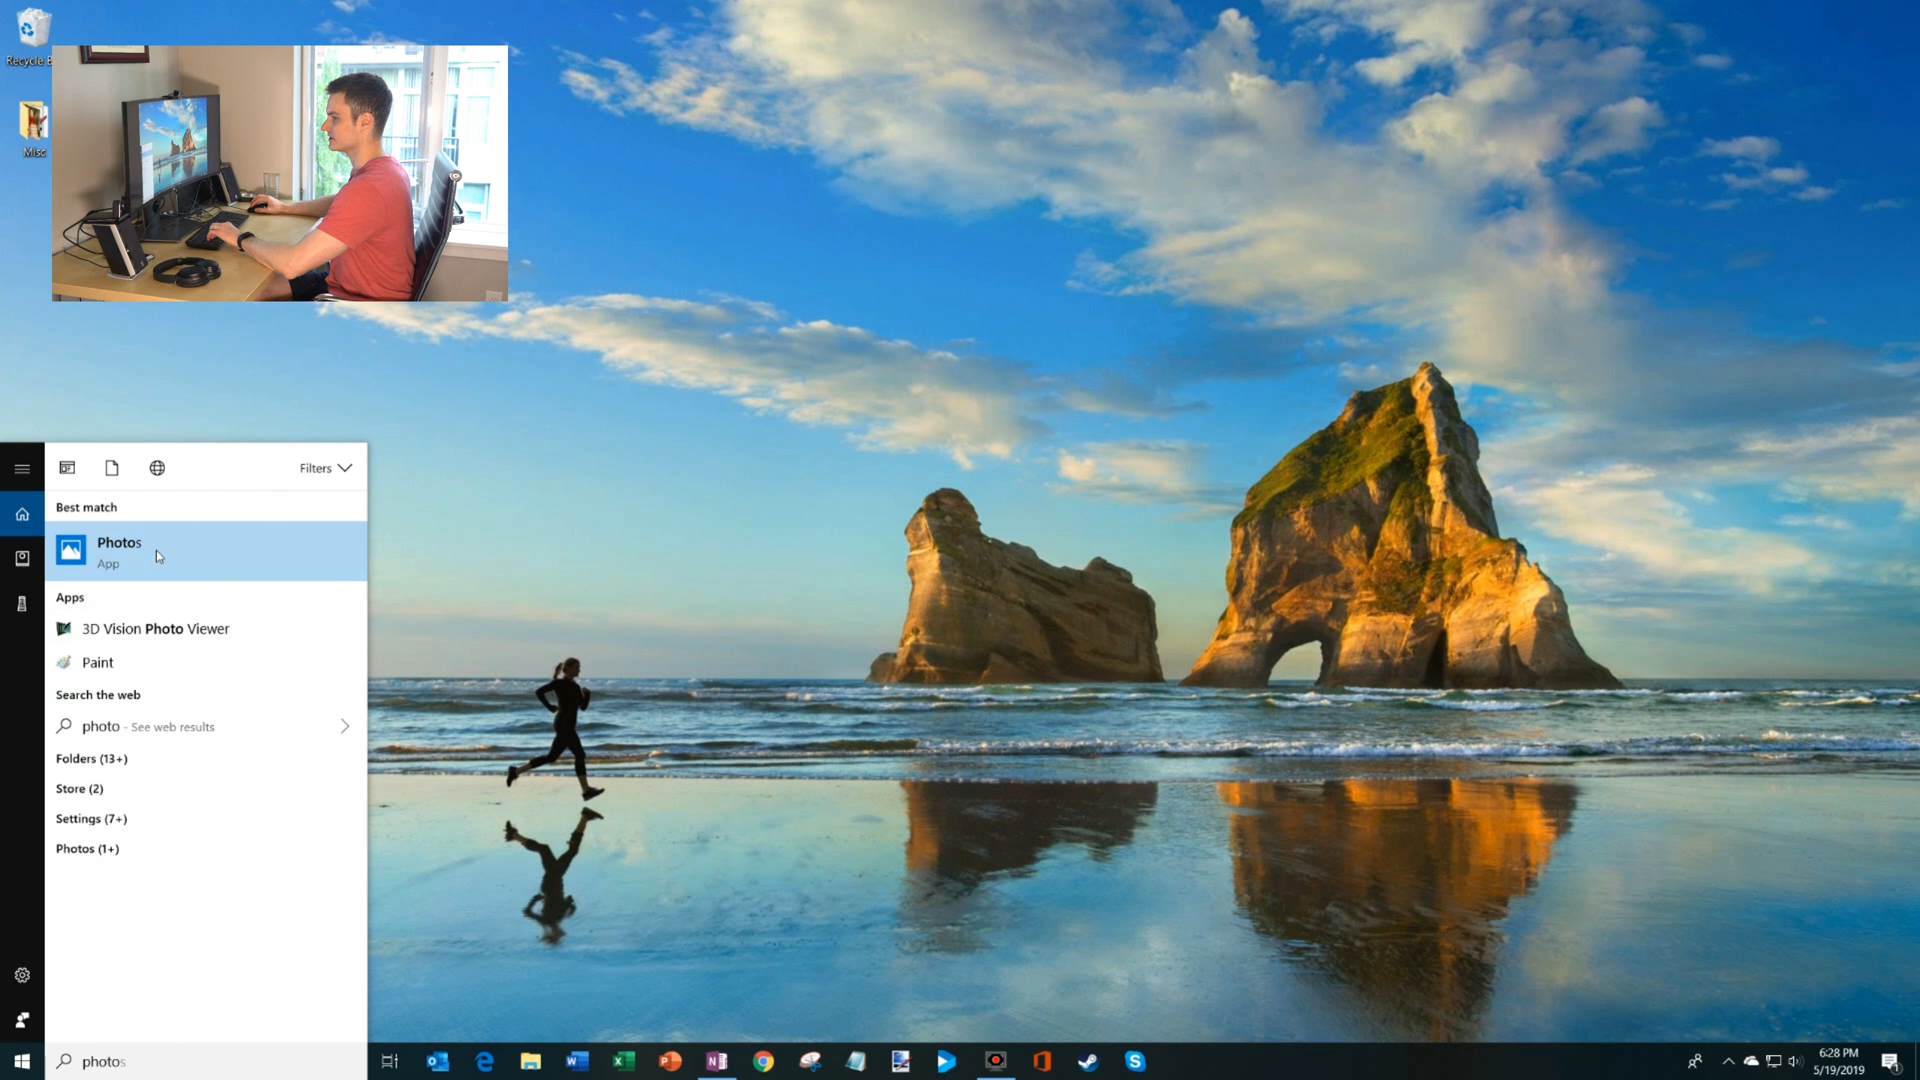 Recycle B
Misc
Filters
Best match
Photos
App
Apps
3D Vision Photo Viewer
Paint
Search the web
photo - See web results
Folders (13+)
Store (2)
Settings (7+)
Photos (1+)
photos
6:28 PM
5/19/2019